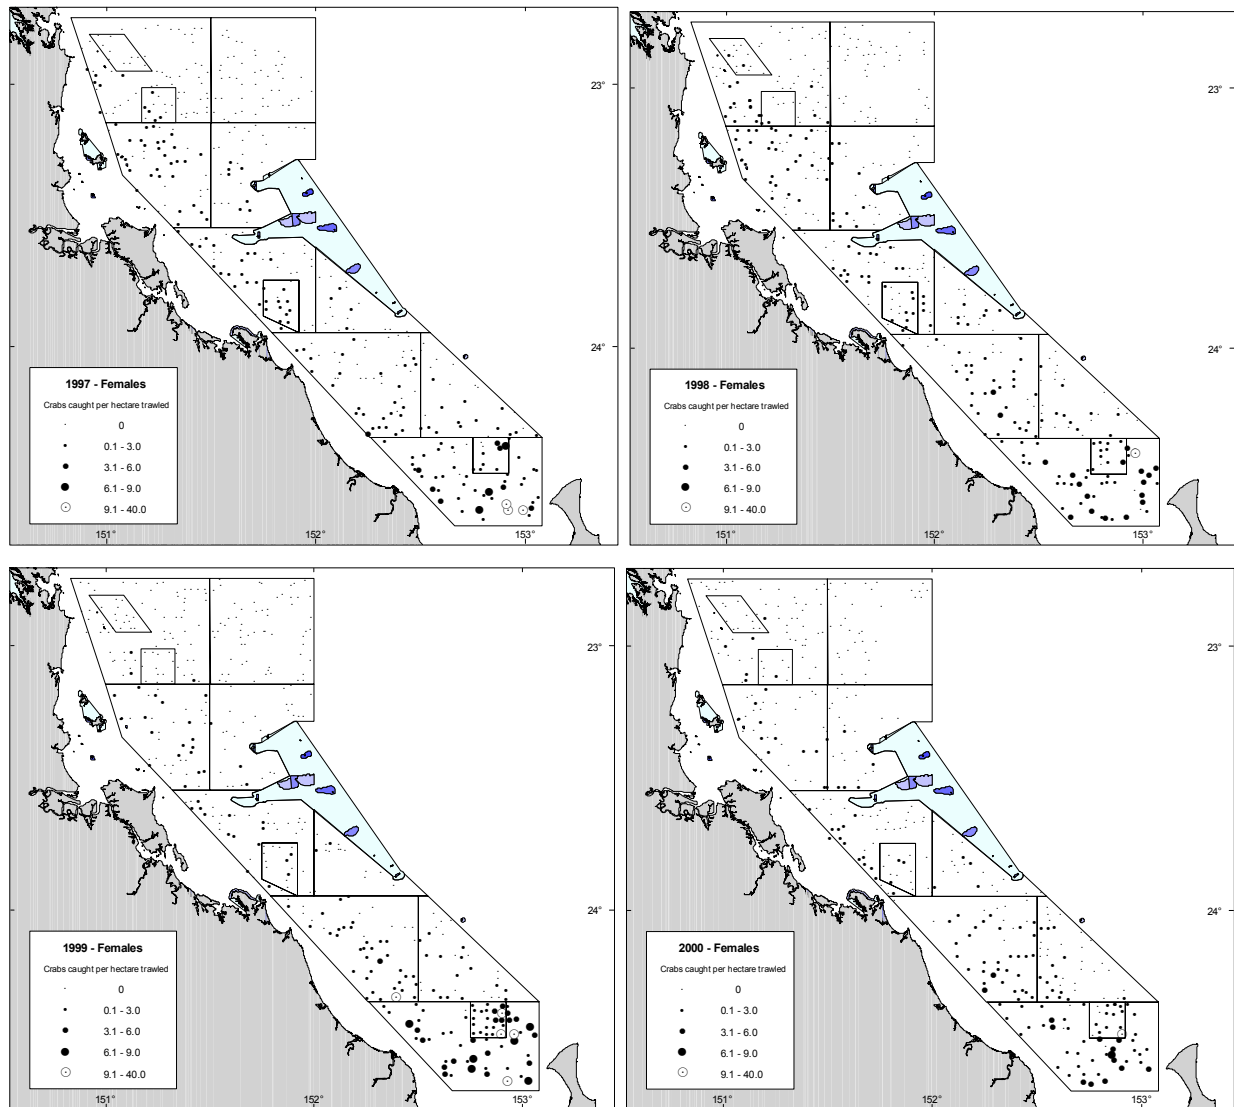 23°
24°
1997 - Females
Crabs caught per hectare trawled
0
0.1 - 3.0
3.1 - 6.0
6.1 - 9.0
9.1 - 40.0
151°
152°
153°
23°
24°
1998 - Females
Crabs caught per hectare trawled
0
0.1 - 3.0
3.1 - 6.0
6.1 - 9.0
9.1 - 40.0
151°
152°
153°
23°
24°
1999 - Females
Crabs caught per hectare trawled
0
0.1 - 3.0
3.1 - 6.0
6.1 - 9.0
9.1 - 40.0
151°
152°
153°
23°
24°
2000 - Females
Crabs caught per hectare trawled
0
0.1 - 3.0
3.1 - 6.0
6.1 - 9.0
9.1 - 40.0
151°
152°
153°